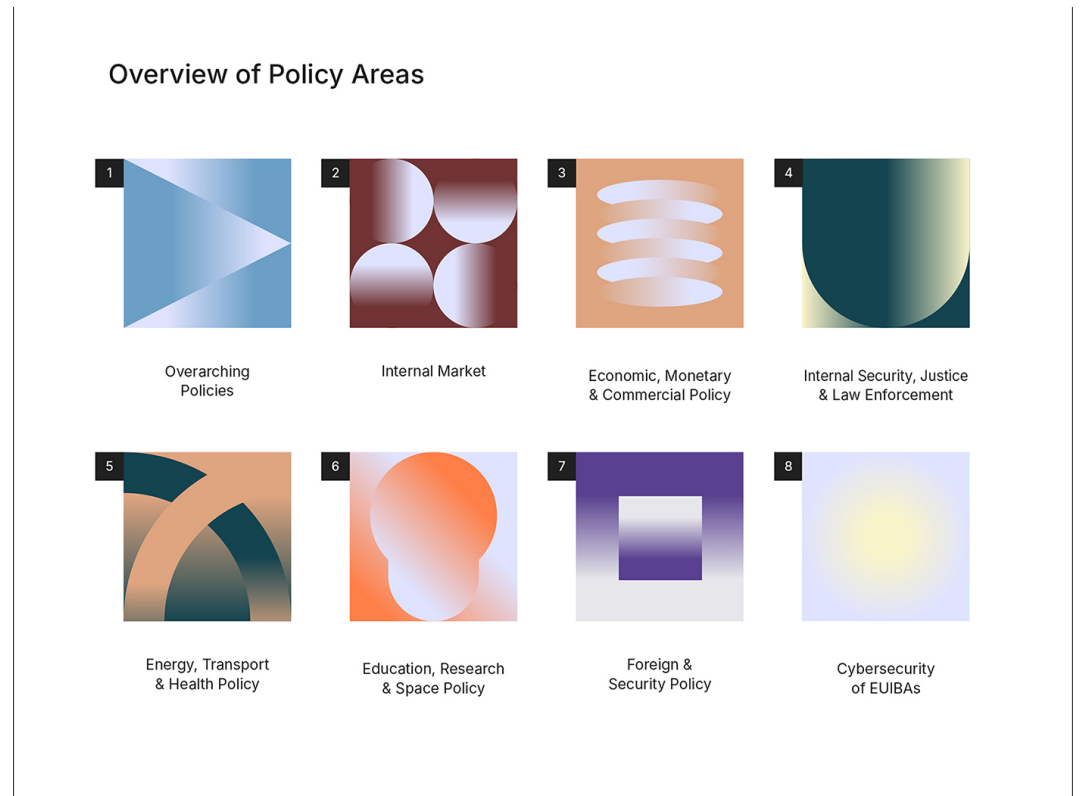 Overview of Policy Areas
1
2
3
4
Overarching
Policies
Internal Market
Economic, Monetary
& Commercial Policy
Internal Security, Justice
& Law Enforcement
5
6
7
8
Energy, Transport
& Health Policy
Education, Research
& Space Policy
Foreign &
Security Policy
Cybersecurity
of EUIBAs